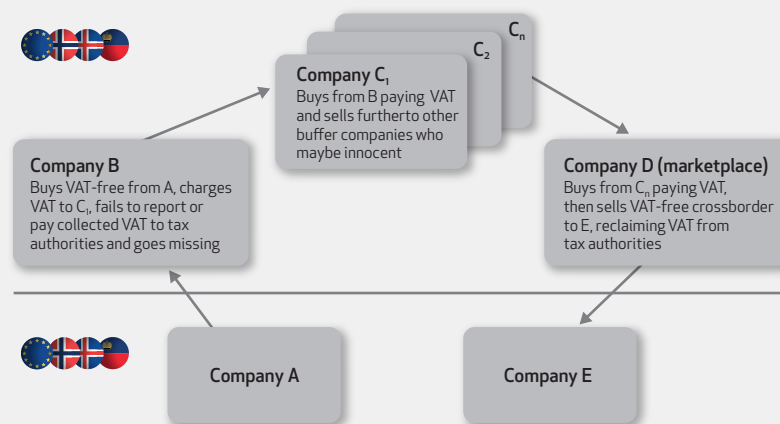 Cₙ
C₂
Company C₁
Buys from B paying VAT
and sells furtherto other
buffer companies who
maybe innocent
Company B
Buys VAT-free from A, charges
VAT to C₁, fails to report or
pay collected VAT to tax
authorities and goes missing
Company D (marketplace)
Buys from Cₙ paying VAT,
then sells VAT-free crossborder
to E, reclaiming VAT from
tax authorities
Company A
Company E